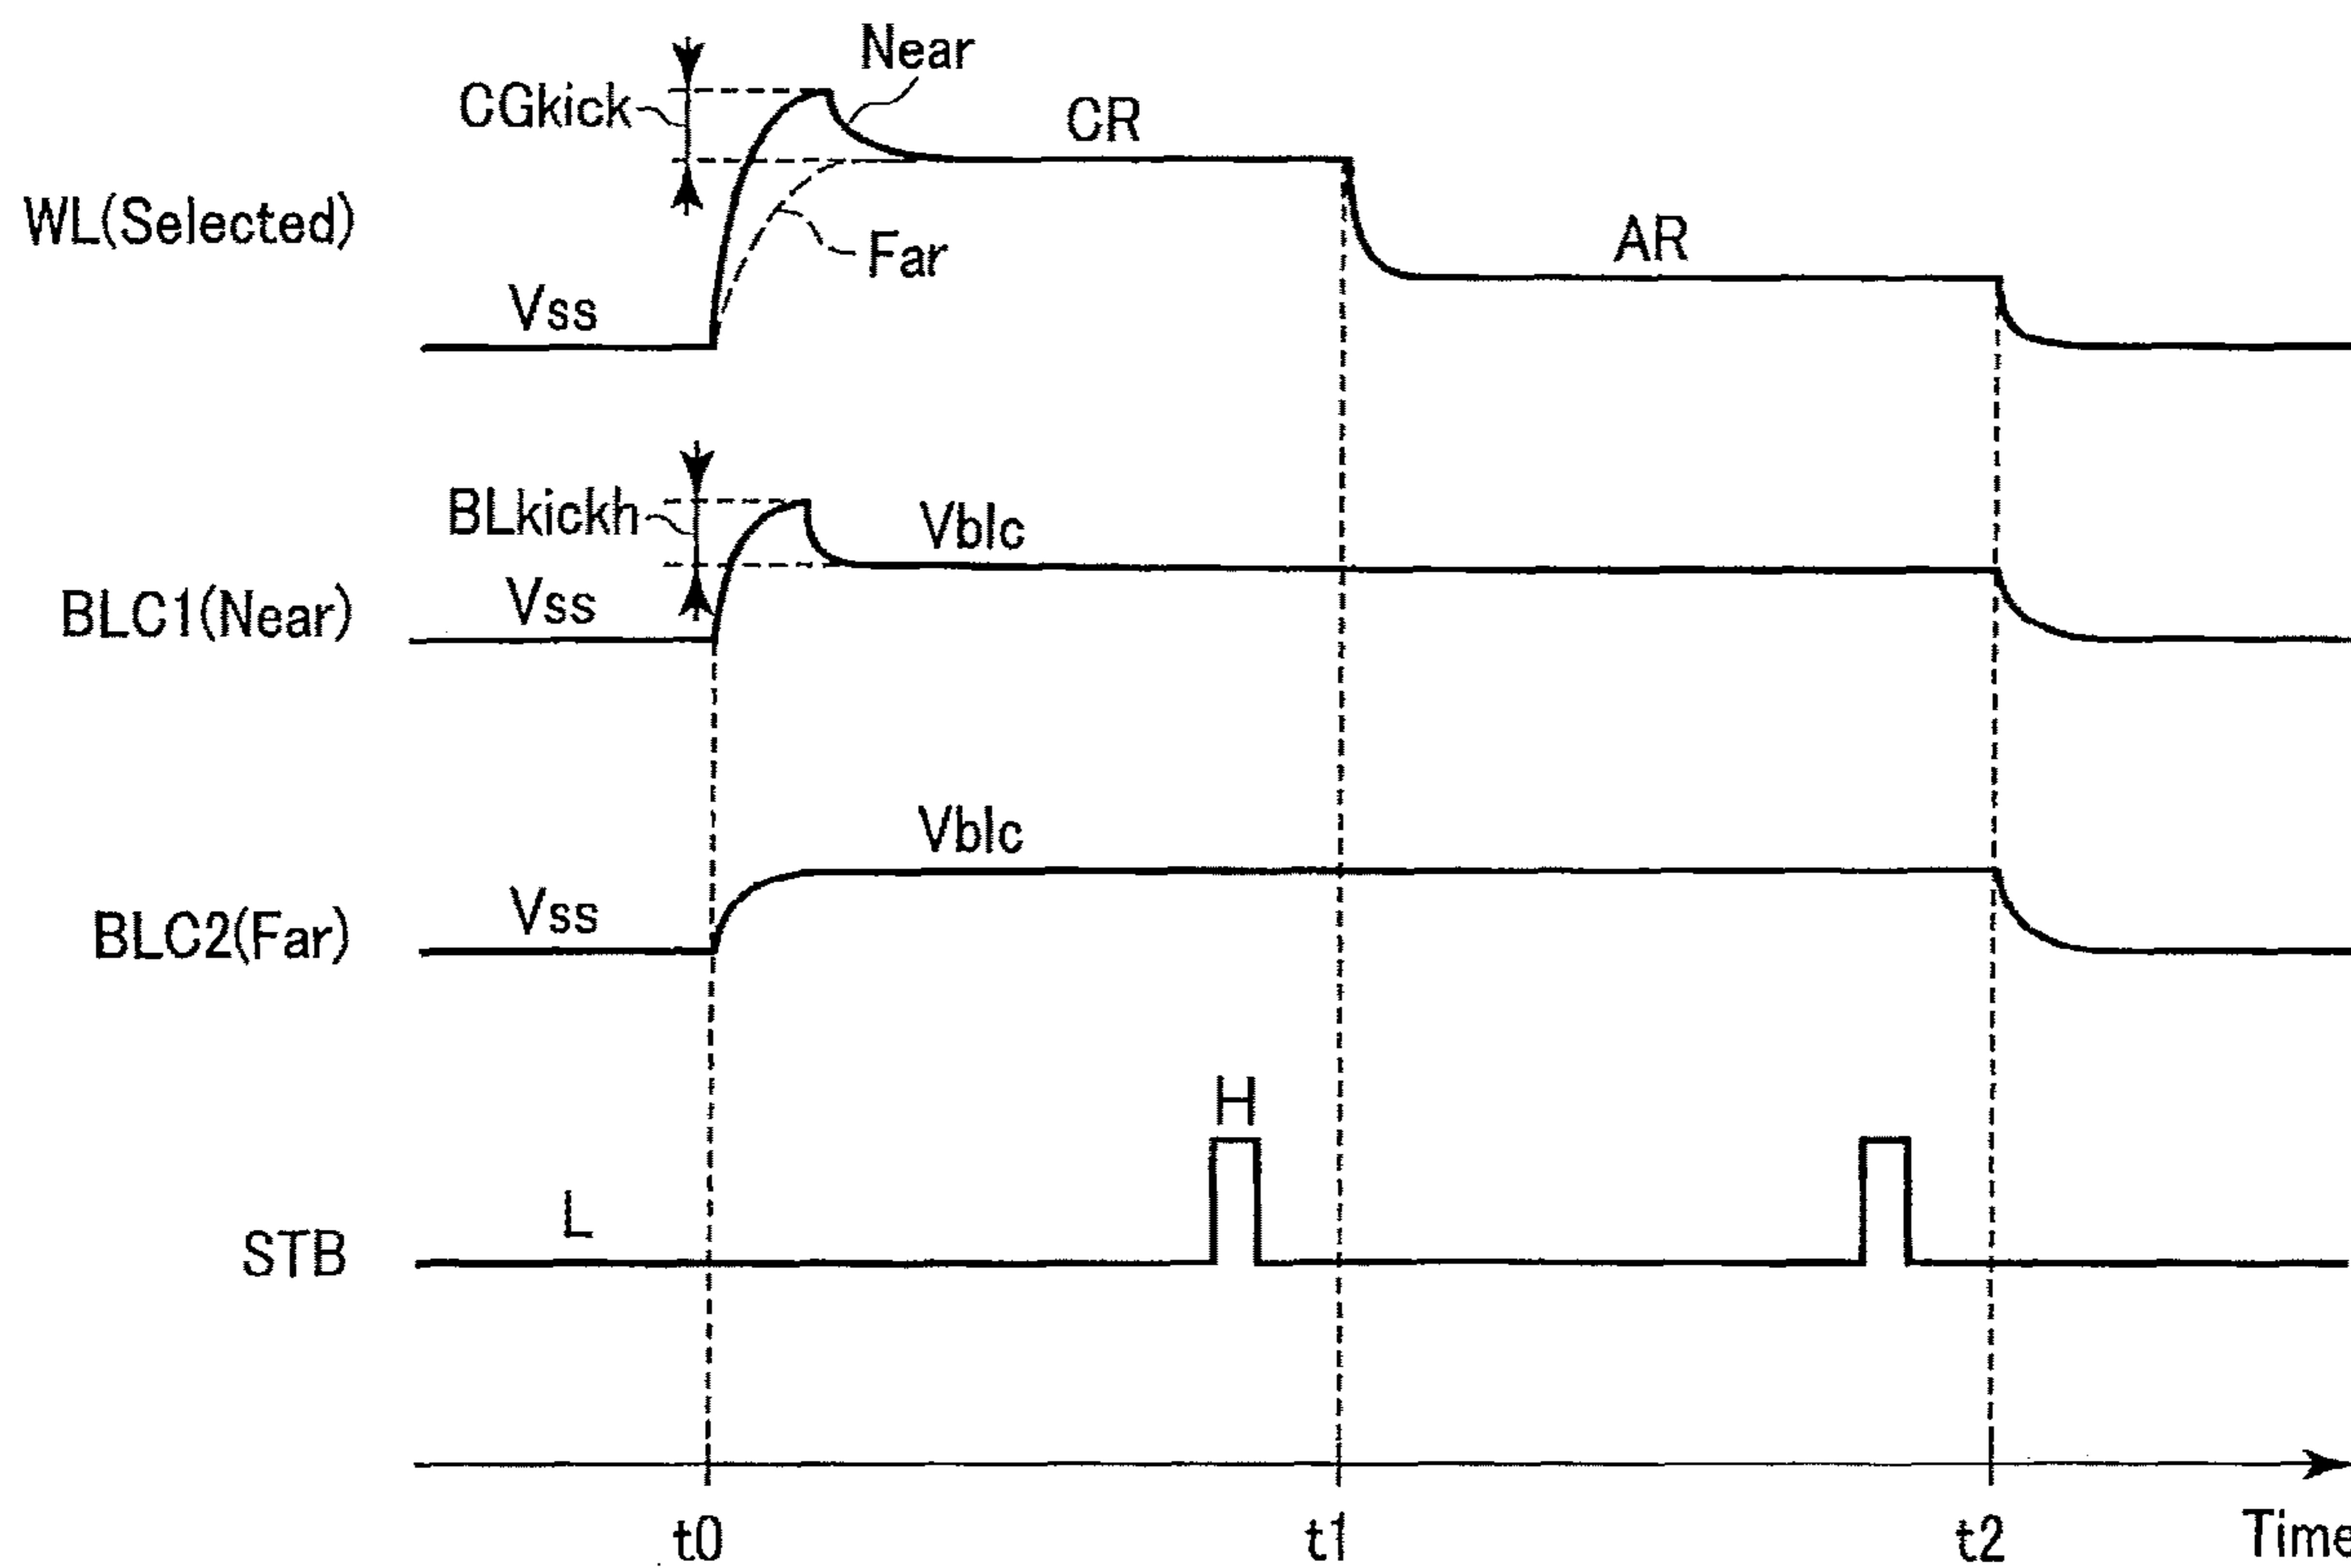 Near
CGkick
CR
WL(Selected)
AR
Far
Vss
BLkickh
Vblc
Vss
BLC1(Near)
Vblc
Vss
BLC2(Far)
H
L
STB
t0
t1
t2
Time